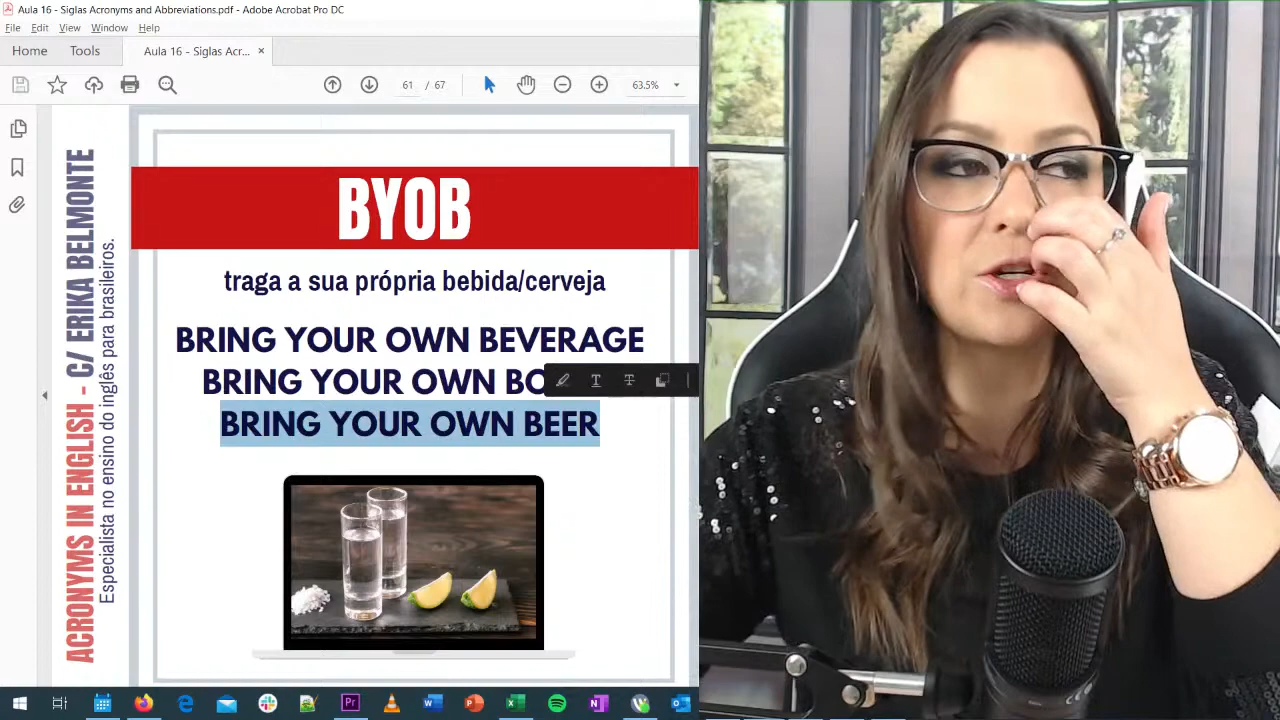 Aula 16 - Siglas Acronyms and Abbreviations.pdf - Adobe Acrobat Pro DC
File Edit View Window Help
Home Tools Aula 16 - Siglas Acr... ×
61 / 67 63.5%
ACRONYMS IN ENGLISH - C/ ERIKA BELMONTE
Especialista no ensino do inglês para brasileiros.
BYOB
traga a sua própria bebida/cerveja
BRING YOUR OWN BEVERAGE
BRING YOUR OWN
BRING YOUR OWN BEER